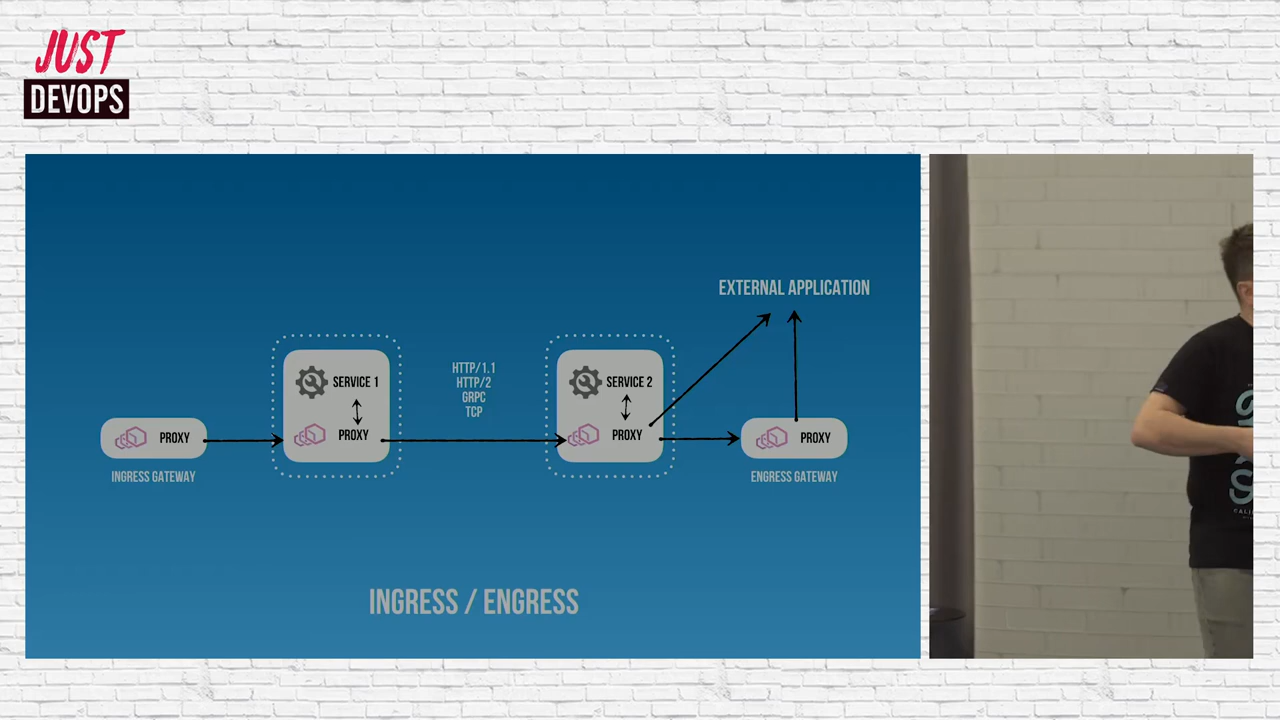 JUST
DEVOPS
EXTERNAL APPLICATION
HTTP/1.1
HTTP/2
GRPC
TCP
SERVICE 1
PROXY
SERVICE 2
PROXY
PROXY
INGRESS GATEWAY
PROXY
ENGRESS GATEWAY
INGRESS / ENGRESS